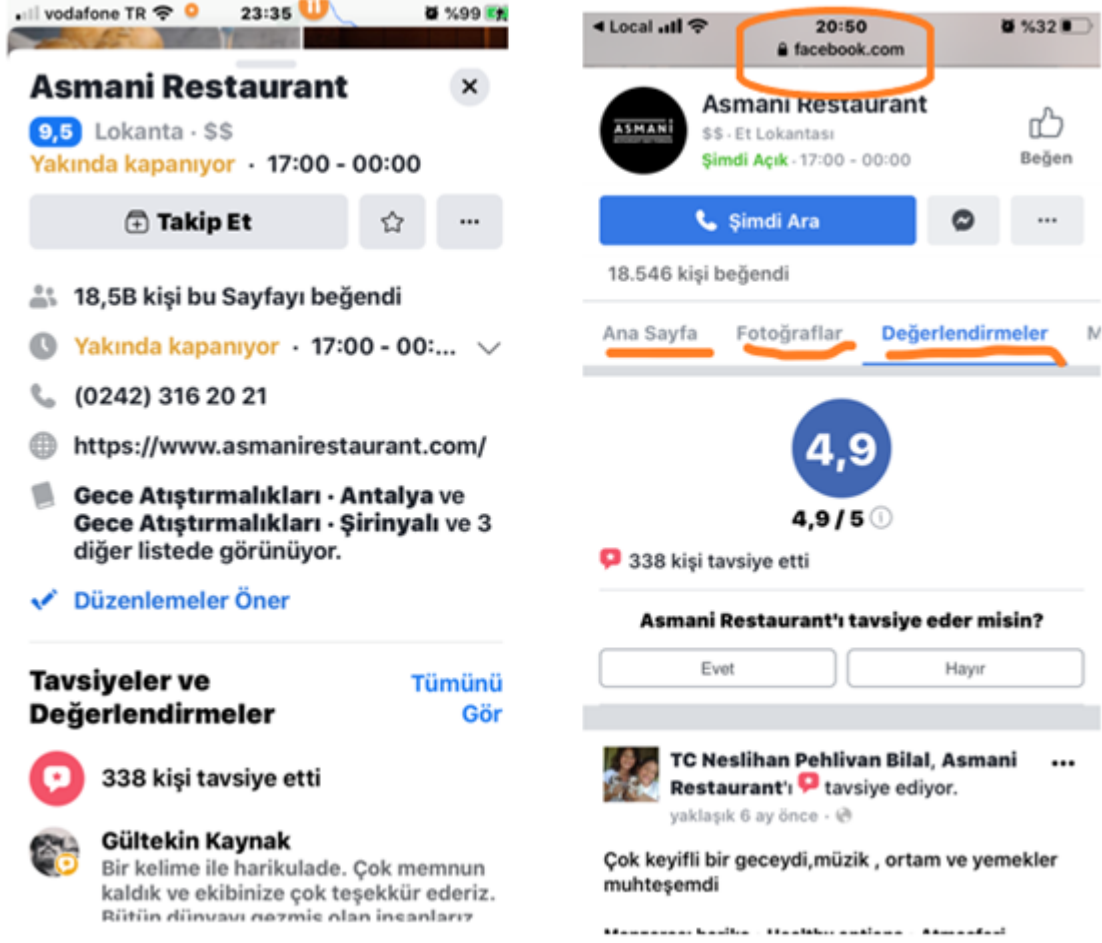 vodafone TR 23:35 %99
Asmani Restaurant
9,5 Lokanta · $$
Yakında kapanıyor · 17:00 - 00:00
Takip Et
18,5B kişi bu Sayfayı beğendi
Yakında kapanıyor · 17:00 - 00:...
(0242) 316 20 21
https://www.asmanirestaurant.com/
Gece Atıştırmalıkları · Antalya ve
Gece Atıştırmalıkları · Şirinyalı ve 3
diğer listede görünüyor.
Düzenlemeler Öner
Tavsiyeler ve
Değerlendirmeler
Tümünü
Gör
338 kişi tavsiye etti
Gültekin Kaynak
Bir kelime ile harikulade. Çok memnun
kaldık ve ekibinize çok teşekkür ederiz.
Bütün dünyayı gezmiş olan insanlarız
Local 20:50 %32
facebook.com
ASMANİ
Asmani Restaurant
$$ · Et Lokantası
Şimdi Açık · 17:00 - 00:00
Beğen
Şimdi Ara
18.546 kişi beğendi
Ana Sayfa Fotoğraflar Değerlendirmeler M
4,9
4,9 / 5
338 kişi tavsiye etti
Asmani Restaurant'ı tavsiye eder misin?
Evet Hayır
TC Neslihan Pehlivan Bilal, Asmani
Restaurant'ı tavsiye ediyor.
yaklaşık 6 ay önce ·
Çok keyifli bir geceydi,müzik , ortam ve yemekler
muhteşemdi